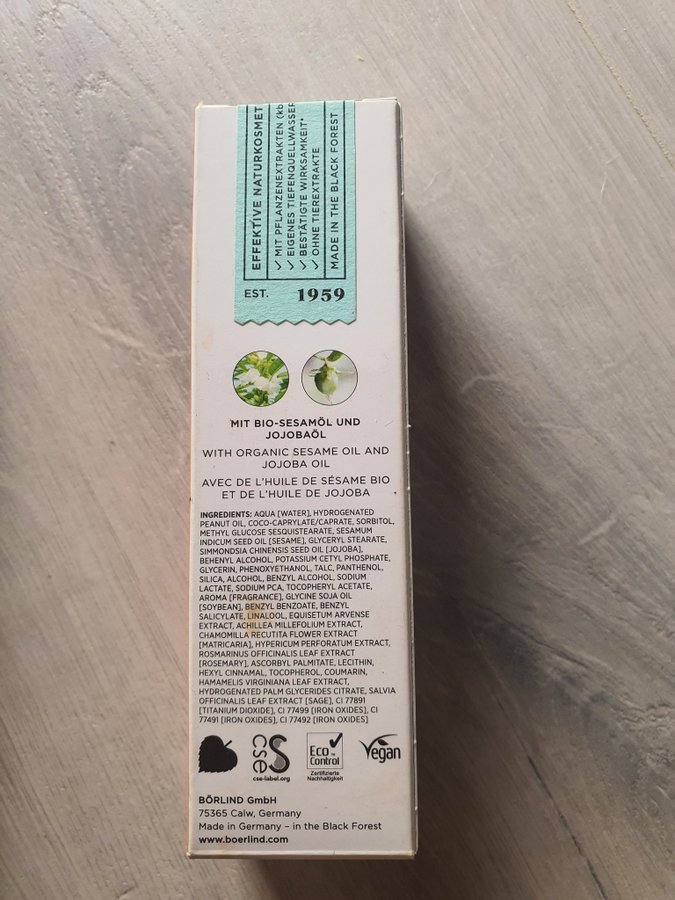 EFFEKTIVE NATURKOSMET
✓ MIT PFLANZENEXTRAKTEN (kb
✓ EIGENES TIEFENQUELLWASSER
✓ BESTÄTIGTE WIRKSAMKEIT*
✓ OHNE TIEREXTRAKTE
MADE IN THE BLACK FOREST
EST. 1959
MIT BIO-SESAMÖL UND
JOJOBAÖL
WITH ORGANIC SESAME OIL AND
JOJOBA OIL
AVEC DE L'HUILE DE SÉSAME BIO
ET DE L'HUILE DE JOJOBA
INGREDIENTS: AQUA [WATER], HYDROGENATED
PEANUT OIL, COCO-CAPRYLATE/CAPRATE, SORBITOL,
METHYL GLUCOSE SESQUISTEARATE, SESAMUM
INDICUM SEED OIL [SESAME], GLYCERYL STEARATE,
SIMMONDSIA CHINENSIS SEED OIL [JOJOBA],
BEHENYL ALCOHOL, POTASSIUM CETYL PHOSPHATE,
GLYCERIN, PHENOXYETHANOL, TALC, PANTHENOL,
SILICA, ALCOHOL, BENZYL ALCOHOL, SODIUM
LACTATE, SODIUM PCA, TOCOPHERYL ACETATE,
AROMA [FRAGRANCE], GLYCINE SOJA OIL
[SOYBEAN], BENZYL BENZOATE, BENZYL
SALICYLATE, LINALOOL, EQUISETUM ARVENSE
EXTRACT, ACHILLEA MILLEFOLIUM EXTRACT,
CHAMOMILLA RECUTITA FLOWER EXTRACT
[MATRICARIA], HYPERICUM PERFORATUM EXTRACT,
ROSMARINUS OFFICINALIS LEAF EXTRACT
[ROSEMARY], ASCORBYL PALMITATE, LECITHIN,
HEXYL CINNAMAL, TOCOPHEROL, COUMARIN,
HAMAMELIS VIRGINIANA LEAF EXTRACT,
HYDROGENATED PALM GLYCERIDES CITRATE, SALVIA
OFFICINALIS LEAF EXTRACT [SAGE], CI 77891
[TITANIUM DIOXIDE], CI 77499 [IRON OXIDES], CI
77491 [IRON OXIDES], CI 77492 [IRON OXIDES]
cse
cse-label.org
Eco
Control™
Zertifizierte
Nachhaltigkeit
Vegan
BÖRLIND GmbH
75365 Calw, Germany
Made in Germany – in the Black Forest
www.boerlind.com